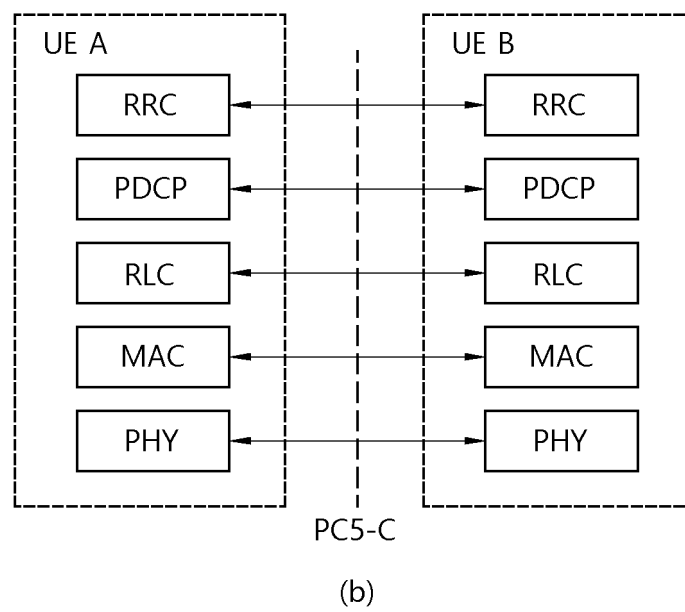 UE A
UE B
RRC
RRC
PDCP
PDCP
RLC
RLC
MAC
MAC
PHY
PHY
PC5-C
(b)